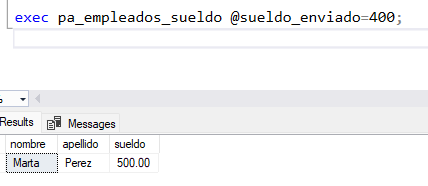 exec pa_empleados_sueldo @sueldo_enviado=400;
Results Messages
nombre apellido sueldo
Marta Perez 500.00